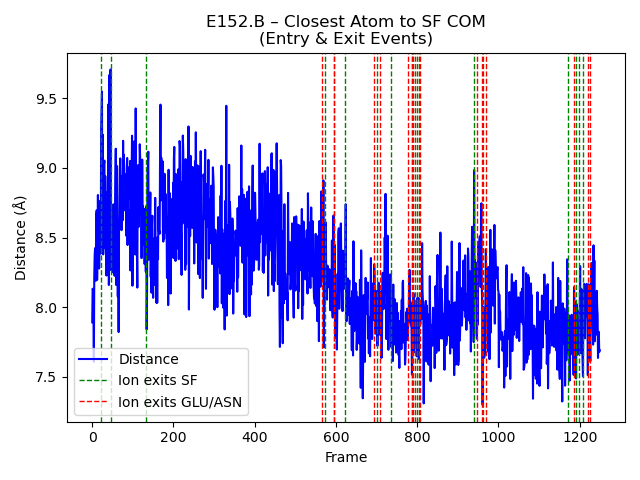 E152.B – Closest Atom to SF COM
(Entry & Exit Events)
Distance (Å)
9.5
9.0
8.5
8.0
7.5
Distance
Ion exits SF
Ion exits GLU/ASN
0
200
400
600
800
1000
1200
Frame